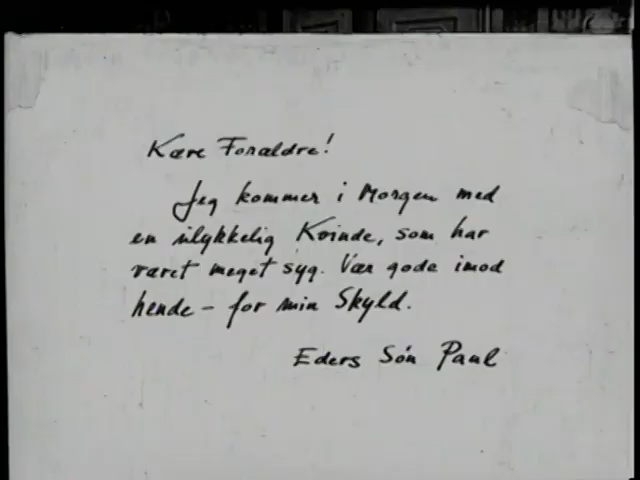 Kære Forældre!
Jeg kommer i Morgen med
en ulykkelig Kvinde, som har
været meget syg. Vær gode imod
hende – for min Skyld.
Eders Søn Paul